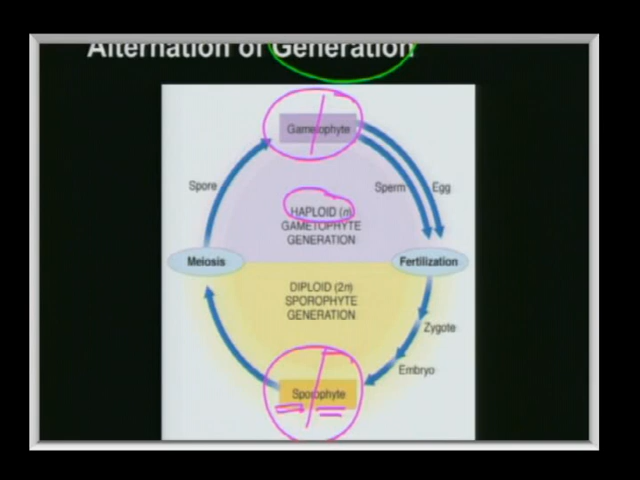 Alternation of Generation
Gametophyte
Spore
Sperm
Egg
HAPLOID (n)
GAMETOPHYTE
GENERATION
Meiosis
Fertilization
DIPLOID (2n)
SPOROPHYTE
GENERATION
Zygote
Embryo
Sporophyte